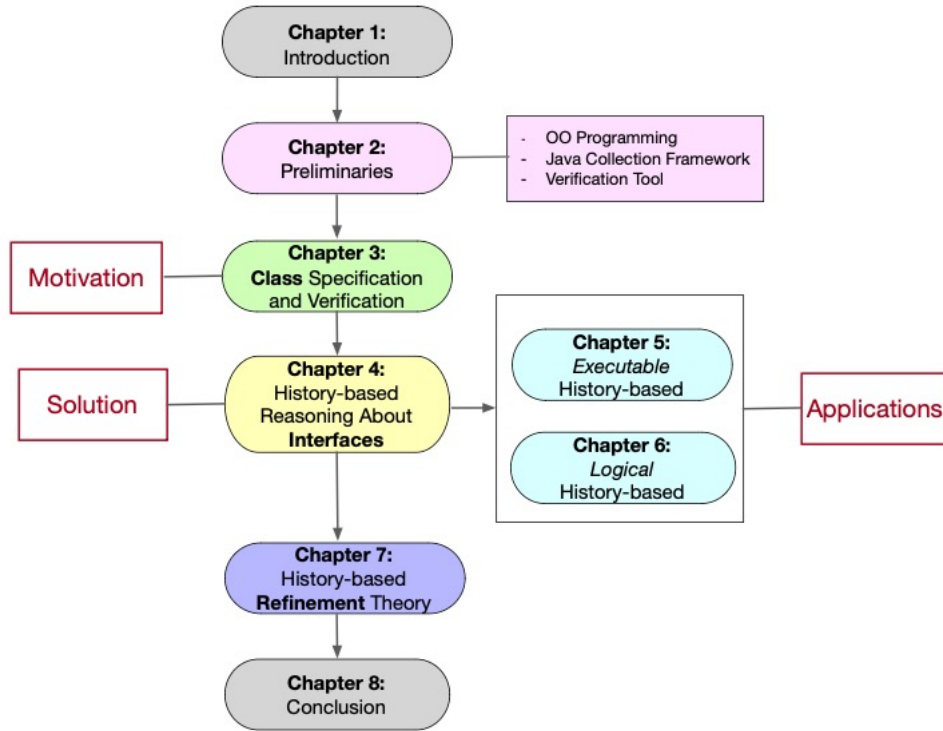 Chapter 1:
Introduction
Chapter 2:
Preliminaries
- OO Programming
- Java Collection Framework
- Verification Tool
Motivation
Chapter 3:
Class Specification
and Verification
Solution
Chapter 4:
History-based
Reasoning About
Interfaces
Chapter 5:
Executable
History-based
Chapter 6:
Logical
History-based
Applications
Chapter 7:
History-based
Refinement Theory
Chapter 8:
Conclusion